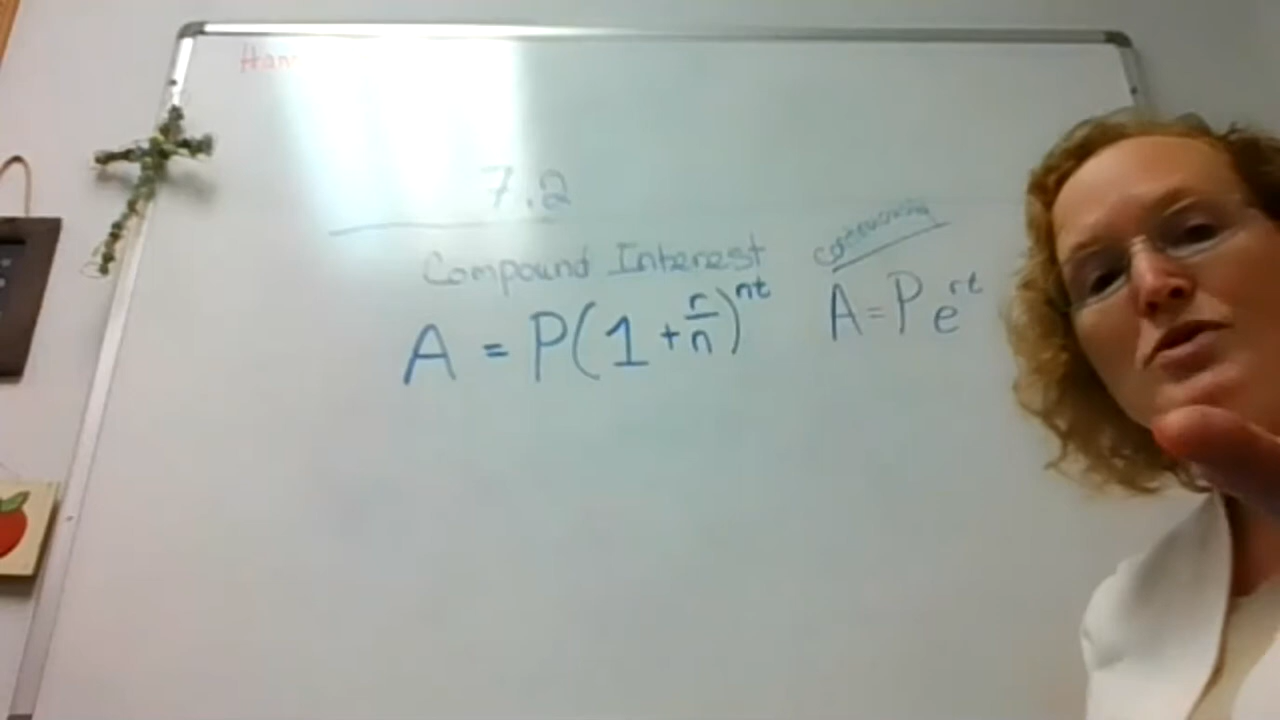 7.2
Compound Interest
A = P(1 + r/n)^nt
A = Pe^rt